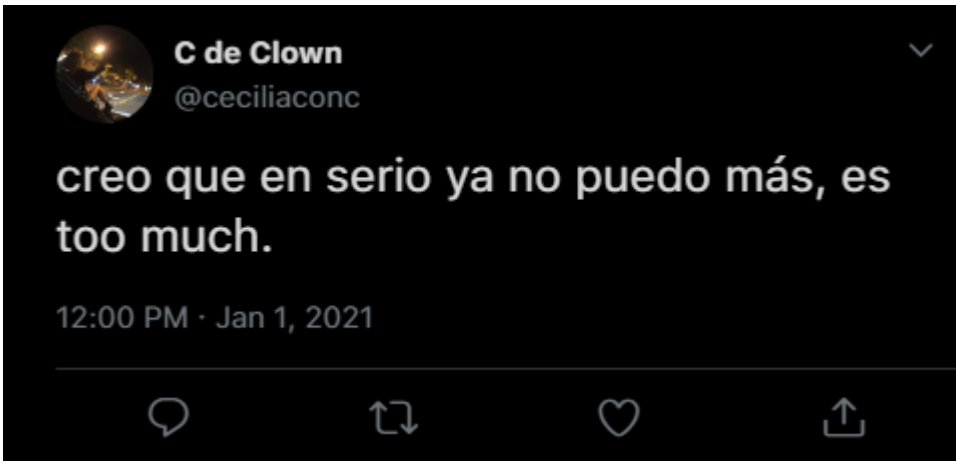 C de Clown
@ceciliaconc
creo que en serio ya no puedo más, es
too much.
12:00 PM · Jan 1, 2021